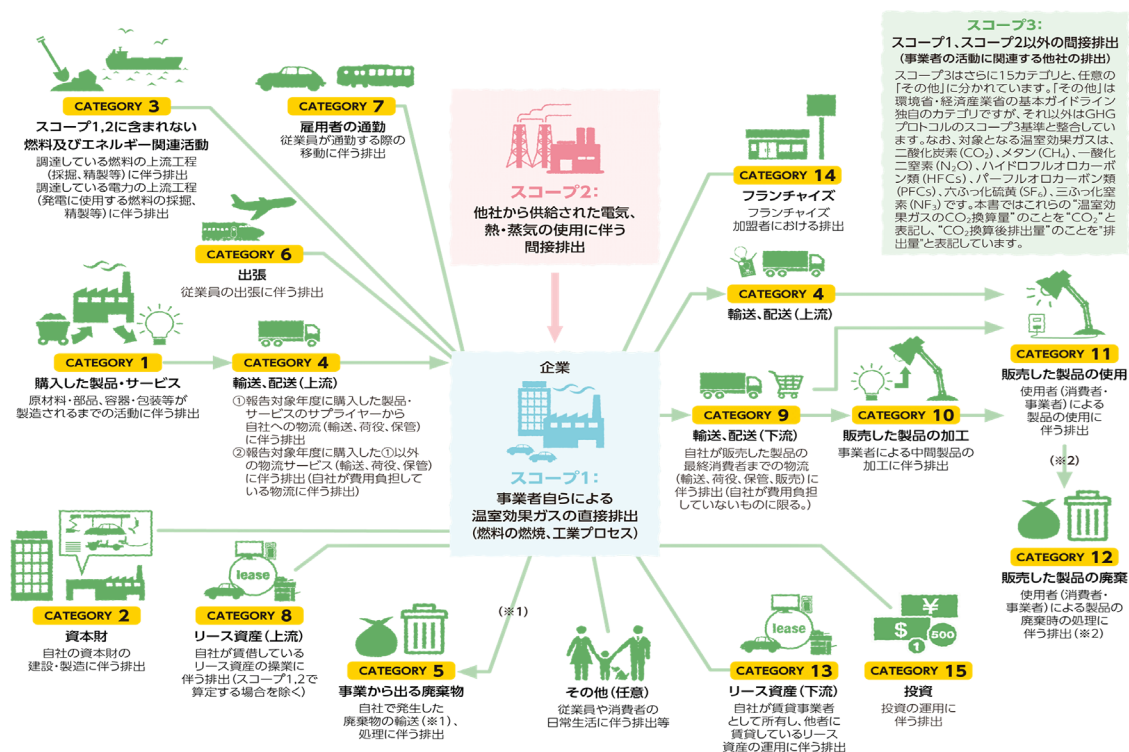 CATEGORY 3
スコープ1,2に含まれない
燃料及びエネルギー関連活動
調達している燃料の上流工程
(採掘、精製等)に伴う排出
調達している電力の上流工程
(発電に使用する燃料の採掘、
精製等)に伴う排出
CATEGORY 7
雇用者の通勤
従業員が通勤する際の
移動に伴う排出
CATEGORY 6
出張
従業員の出張に伴う排出
CATEGORY 1
購入した製品・サービス
原材料・部品、容器・包装等が
製造されるまでの活動に伴う排出
CATEGORY 4
輸送、配送(上流)
①報告対象年度に購入した製品・
サービスのサプライヤーから
自社への物流(輸送、荷役、保管)
に伴う排出
②報告対象年度に購入した①以外
の物流サービス(輸送、荷役、保管)
に伴う排出(自社が費用負担して
いる物流に伴う排出)
スコープ2:
他社から供給された電気、
熱・蒸気の使用に伴う
間接排出
企業
スコープ1:
事業者自らによる
温室効果ガスの直接排出
(燃料の燃焼、工業プロセス)
スコープ3:
スコープ1、スコープ2以外の間接排出
(事業者の活動に関連する他社の排出)
スコープ3はさらに15カテゴリと、任意の
「その他」に分かれています。「その他」は
環境省・経済産業省の基本ガイドライン
独自のカテゴリですが、それ以外はGHG
プロトコルのスコープ3基準と整合してい
ます。なお、対象となる温室効果ガスは、
二酸化炭素(CO₂)、メタン(CH₄)、一酸化
二窒素(N₂O)、ハイドロフルオロカーボ
ン類(HFCs)、パーフルオロカーボン類
(PFCs)、六ふっ化硫黄(SF₆)、三ふっ化窒
素(NF₃)です。本書ではこれらの“温室効
果ガスのCO₂換算量”のことを“CO₂”と
表記し、“CO₂換算後排出量”のことを”排
出量”と表記しています。
CATEGORY 14
フランチャイズ
フランチャイズ
加盟者における排出
CATEGORY 4
輸送、配送(上流)
CATEGORY 9
輸送、配送(下流)
自社が販売した製品の
最終消費者までの物流
(輸送、荷役、保管、販売)に
伴う排出(自社が費用負担
していないものに限る。)
CATEGORY 10
販売した製品の加工
事業者による中間製品の
加工に伴う排出
CATEGORY 11
販売した製品の使用
使用者(消費者・
事業者)による
製品の使用に
伴う排出
(※2)
CATEGORY 12
販売した製品の廃棄
使用者(消費者・
事業者)による製品の
廃棄時の処理に
伴う排出(※2)
CATEGORY 2
資本財
自社の資本財の
建設・製造に伴う排出
lease
CATEGORY 8
リース資産(上流)
自社が賃借している
リース資産の操業に
伴う排出(スコープ1,2で
算定する場合を除く)
(※1)
CATEGORY 5
事業から出る廃棄物
自社で発生した
廃棄物の輸送(※1)、
処理に伴う排出
その他(任意)
従業員や消費者の
日常生活に伴う排出等
lease
CATEGORY 13
リース資産(下流)
自社が賃貸事業者
として所有し、他者に
賃貸しているリース
資産の運用に伴う排出
¥
$
500
1
CATEGORY 15
投資
投資の運用に
伴う排出